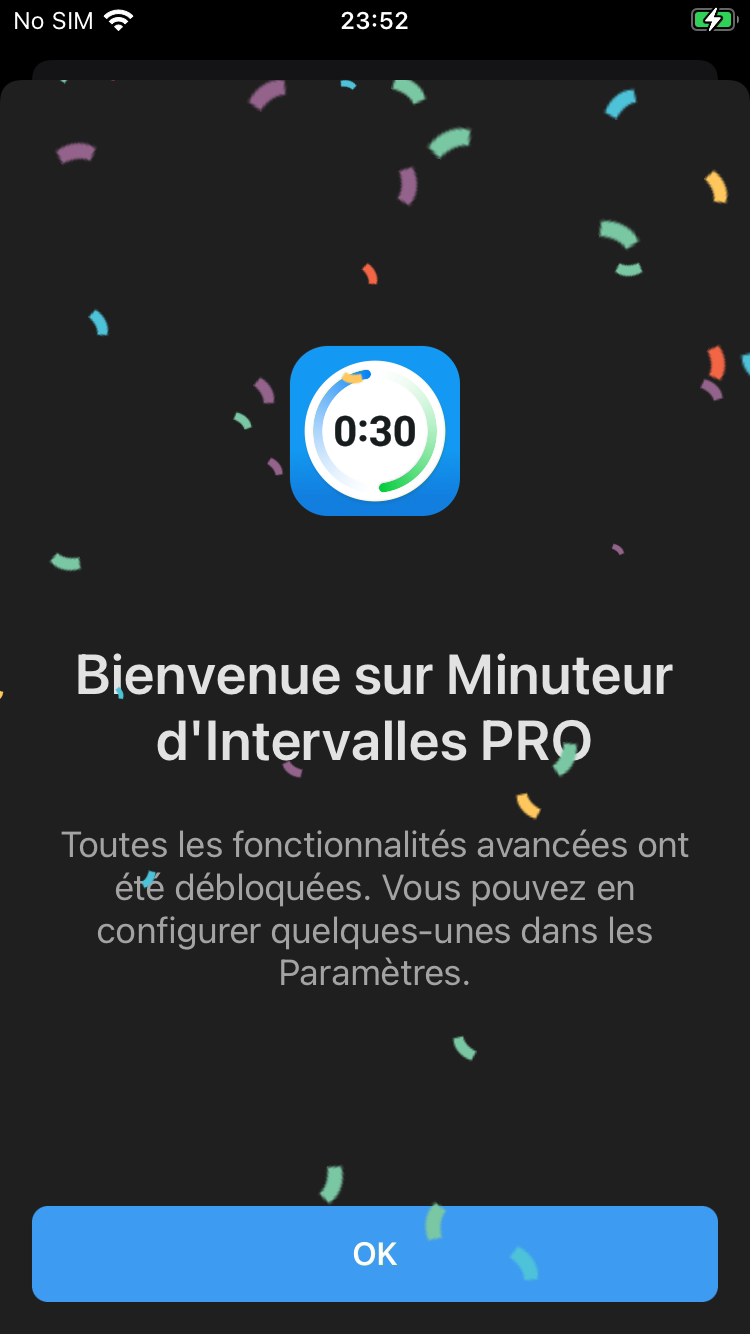 No SIM 23:52
0:30
Bienvenue sur Minuteur
d'Intervalles PRO
Toutes les fonctionnalités avancées ont
été débloquées. Vous pouvez en
configurer quelques-unes dans les
Paramètres.
OK